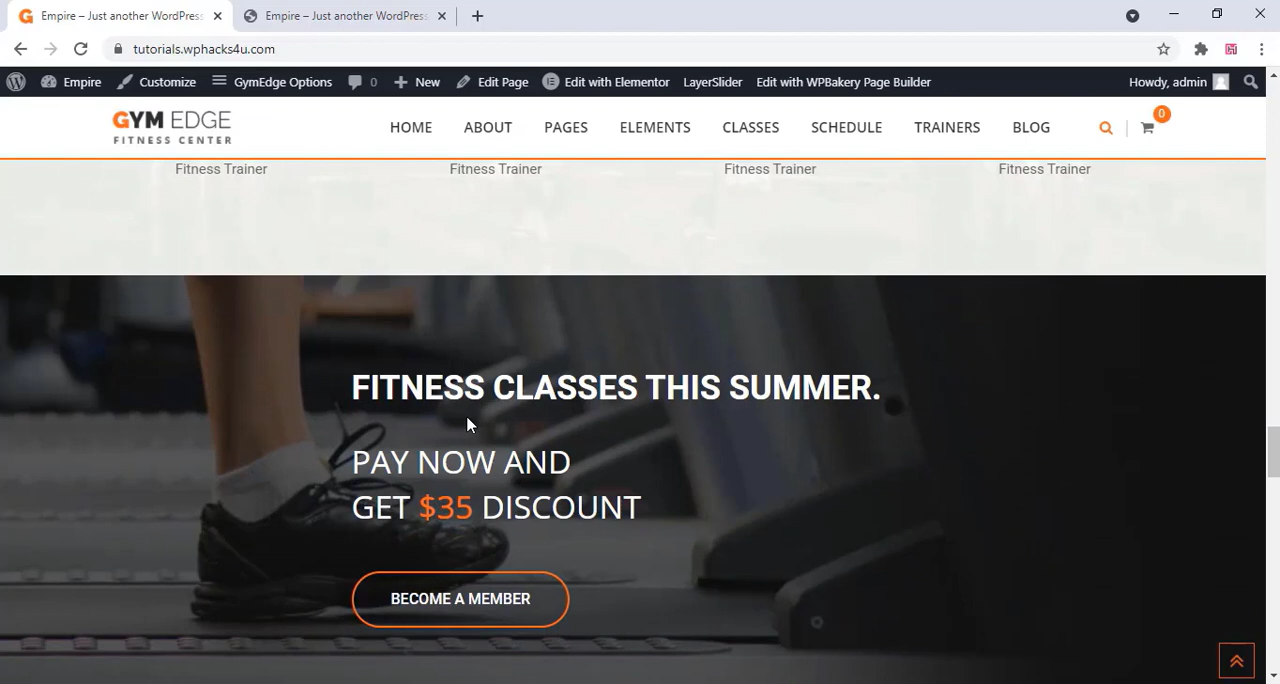 Empire – Just another WordPress
Empire – Just another WordPress
tutorials.wphacks4u.com
Empire Customize GymEdge Options 0 New Edit Page Edit with Elementor LayerSlider Edit with WPBakery Page Builder Howdy, admin
GYM EDGE
FITNESS CENTER
HOME ABOUT PAGES ELEMENTS CLASSES SCHEDULE TRAINERS BLOG 0
Fitness Trainer Fitness Trainer Fitness Trainer Fitness Trainer
FITNESS CLASSES THIS SUMMER.
PAY NOW AND
GET $35 DISCOUNT
BECOME A MEMBER